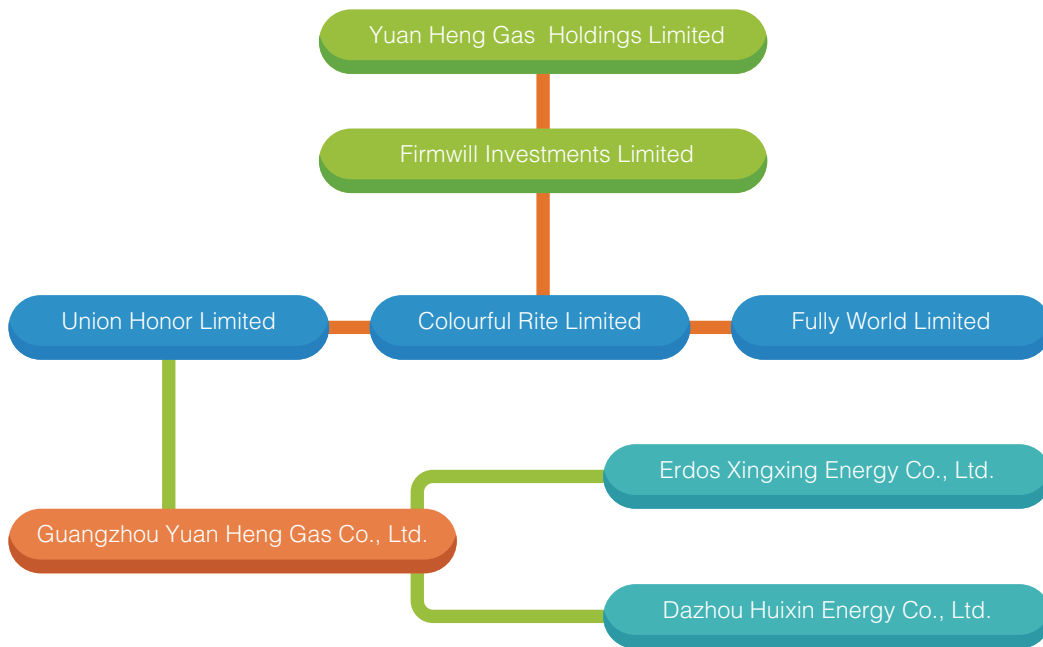 Yuan Heng Gas  Holdings Limited
Firmwill Investments Limited
Union Honor Limited
Colourful Rite Limited
Fully World Limited
Erdos Xingxing Energy Co., Ltd.
Guangzhou Yuan Heng Gas Co., Ltd.
Dazhou Huixin Energy Co., Ltd.